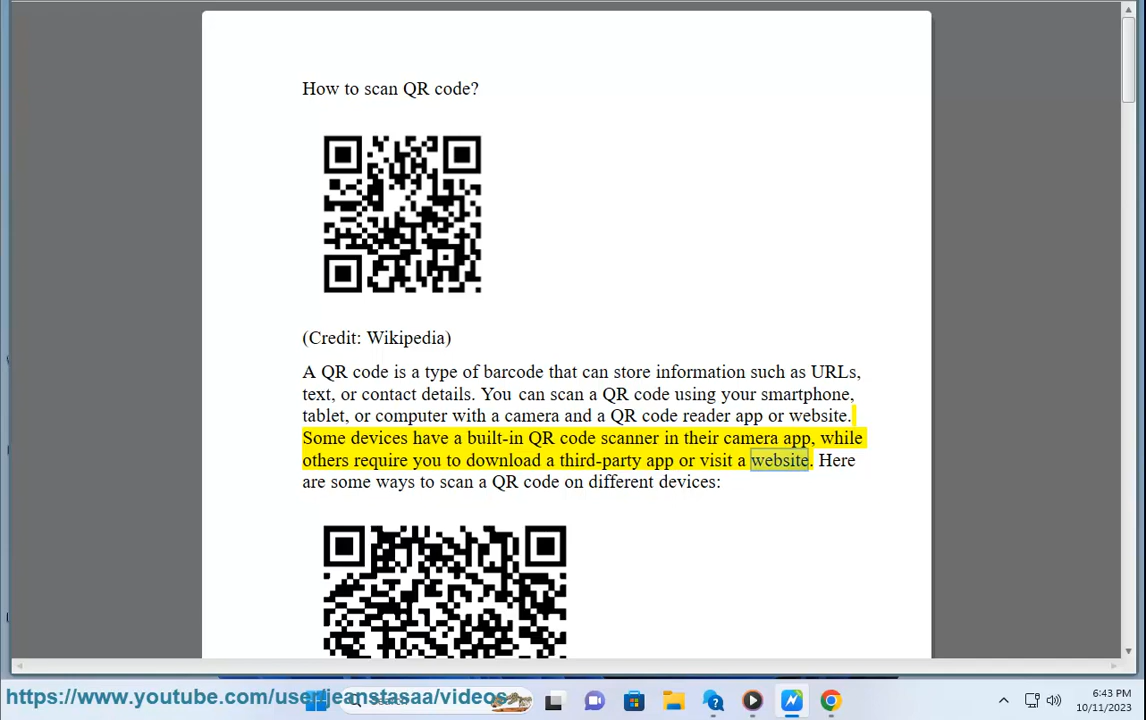 How to scan QR code?
(Credit: Wikipedia)
A QR code is a type of barcode that can store information such as URLs,
text, or contact details. You can scan a QR code using your smartphone,
tablet, or computer with a camera and a QR code reader app or website.
Some devices have a built-in QR code scanner in their camera app, while
others require you to download a third-party app or visit a website. Here
are some ways to scan a QR code on different devices:
https://www.youtube.com/user/jeanstasaa/videos
Search
6:43 PM
10/11/2023